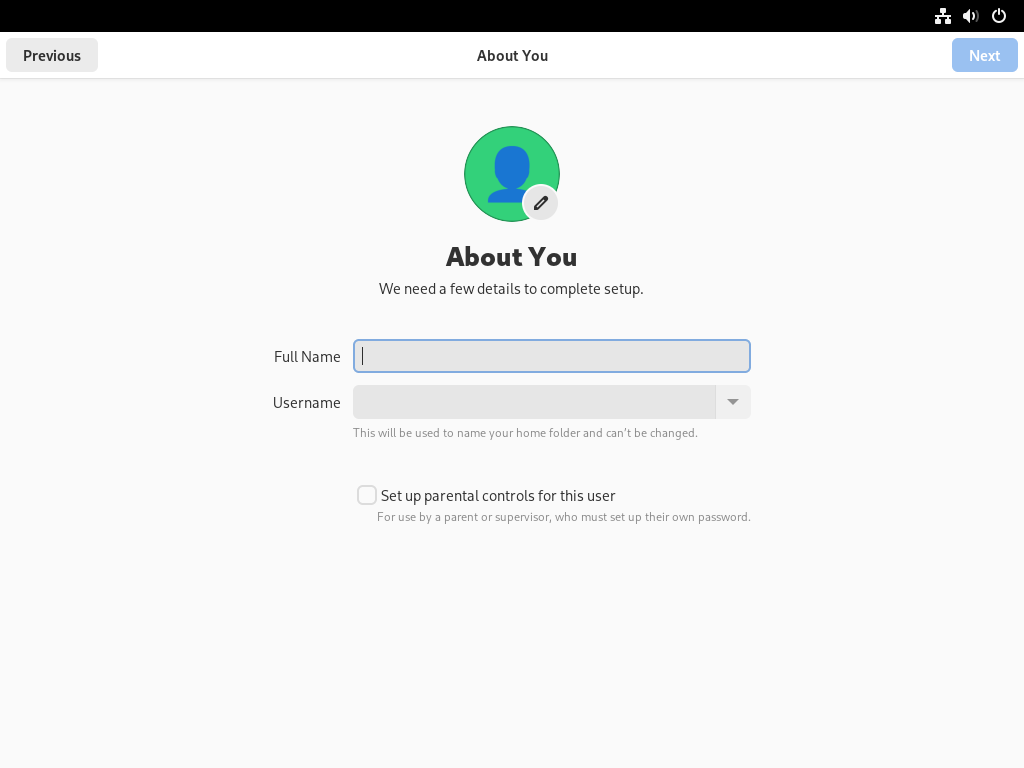 Previous
About You
Next
About You
We need a few details to complete setup.
Full Name
Username
This will be used to name your home folder and can't be changed.
Set up parental controls for this user
For use by a parent or supervisor, who must set up their own password.